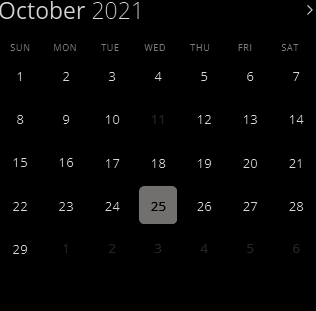 October 2021
SUN MON TUE WED THU FRI SAT
1 2 3 4 5 6 7
8 9 10 11 12 13 14
15 16 17 18 19 20 21
22 23 24 25 26 27 28
29 1 2 3 4 5 6